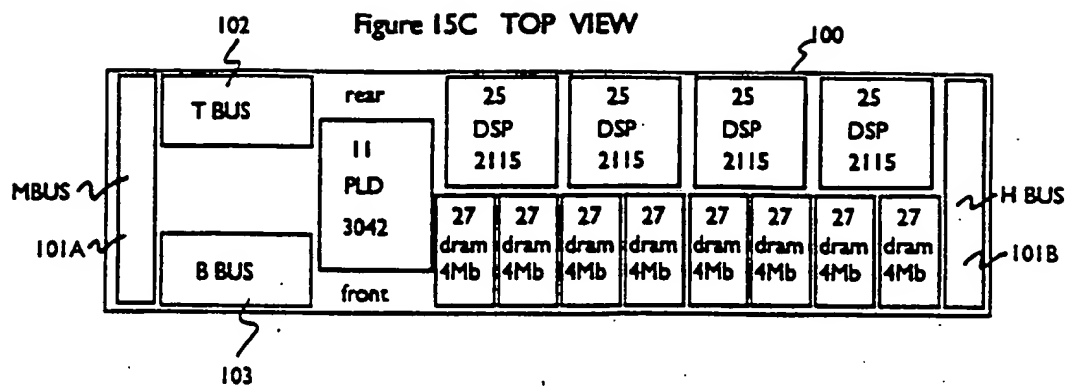 Figure 15C TOP VIEW
102
100
T BUS
rear
25
DSP
2115
25
DSP
2115
25
DSP
2115
25
DSP
2115
11
PLD
3042
MBUS
101A
H BUS
101B
B BUS
front
27
dram
4Mb
27
dram
4Mb
27
dram
4Mb
27
dram
4Mb
27
dram
4Mb
27
dram
4Mb
27
dram
4Mb
27
dram
4Mb
103